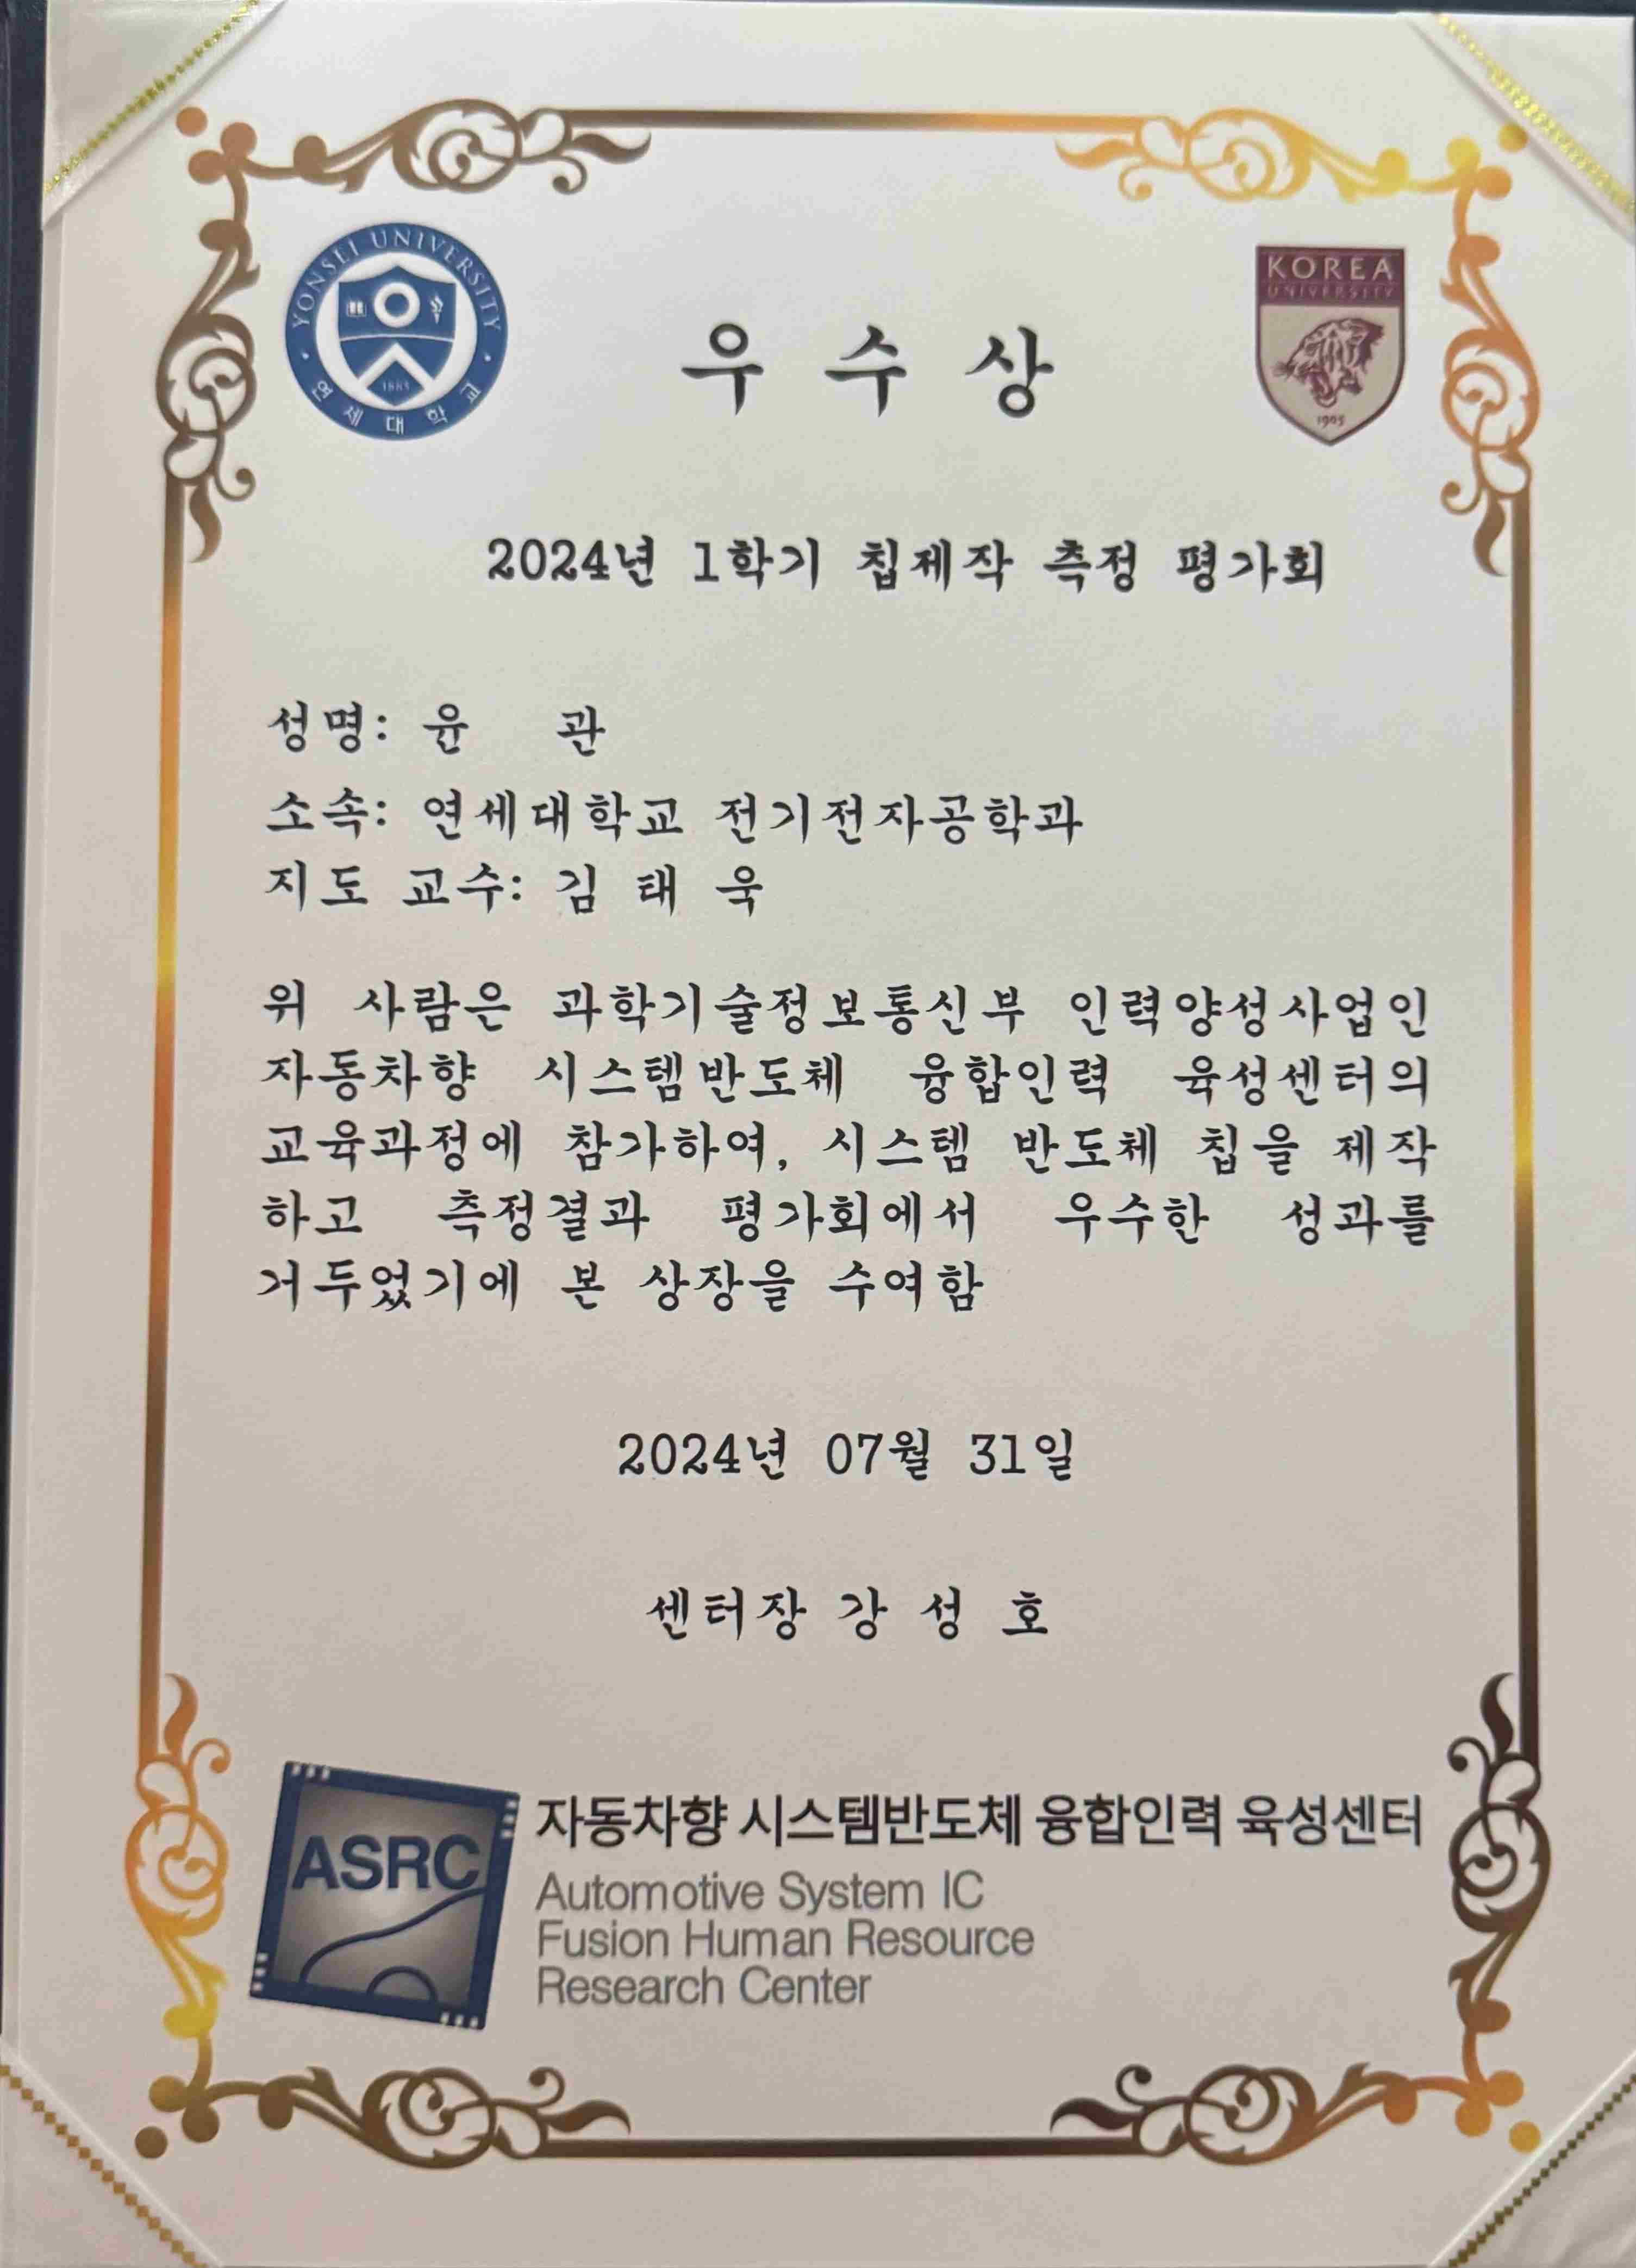 YONSEI UNIVERSITY
1885
연세대학교
KOREA
UNIVERSITY
1905
우 수 상
2024년 1학기 칩제작 측정 평가회
성명: 윤 관
소속: 연세대학교 전기전자공학과
지도 교수: 김 태 욱
위 사람은 과학기술정보통신부 인력양성사업인
자동차향 시스템반도체 융합인력 육성센터의
교육과정에 참가하여, 시스템 반도체 칩을 제작
하고 측정결과 평가회에서 우수한 성과를
거두었기에 본 상장을 수여함
2024년 07월 31일
센터장 강 성 호
ASRC
자동차향 시스템반도체 융합인력 육성센터
Automotive System IC
Fusion Human Resource
Research Center